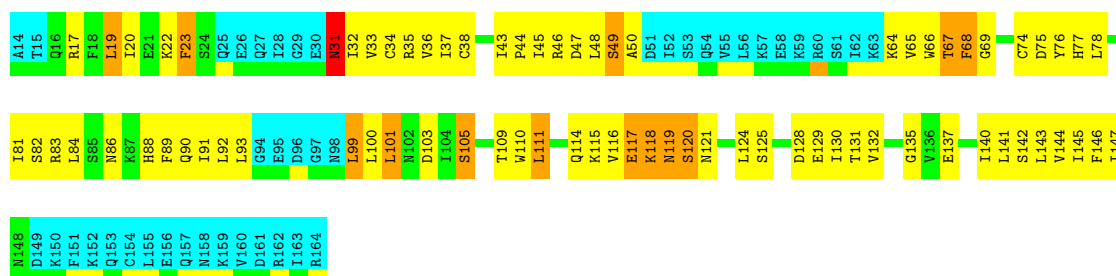 A14 T15 Q16 R17 F18 L19 I20 E21 K22 F23 S24 Q25 E26 Q27 I28 G29 E30 N31 I32 V33 C34 R35 V36 I37 C38 I43 P44 I45 R46 D47 L48 S49 A50 D51 I52 S53 Q54 V55 L56 K57 E58 K59 R60 S61 I62 K63 K64 V65 W66 T67 F68 G69 C74 D75 Y76 H77 L78
I81 S82 R83 L84 S85 N86 K87 H88 F89 Q90 I91 L92 L93 G94 E95 D96 G97 N98 L99 L100 L101 N102 D103 I104 S105 T109 W110 L111 Q114 K115 V116 E117 K118 N119 S120 N121 L124 S125 D128 E129 I130 T131 V132 G135 V136 E137 I140 L141 S142 L143 V144 I145 F146 I147
N148 D149 K150 F151 K152 Q153 C154 L155 E156 Q157 N158 K159 V160 D161 R162 I163 R164